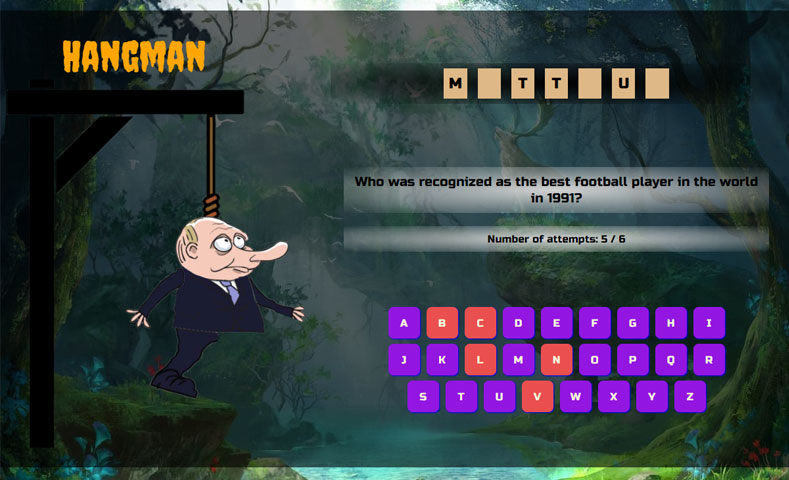 HANGMAN
M T T U
Who was recognized as the best football player in the world
in 1991?
Number of attempts: 5 / 6
A B C D E F G H I
J K L M N O P Q R
S T U V W X Y Z